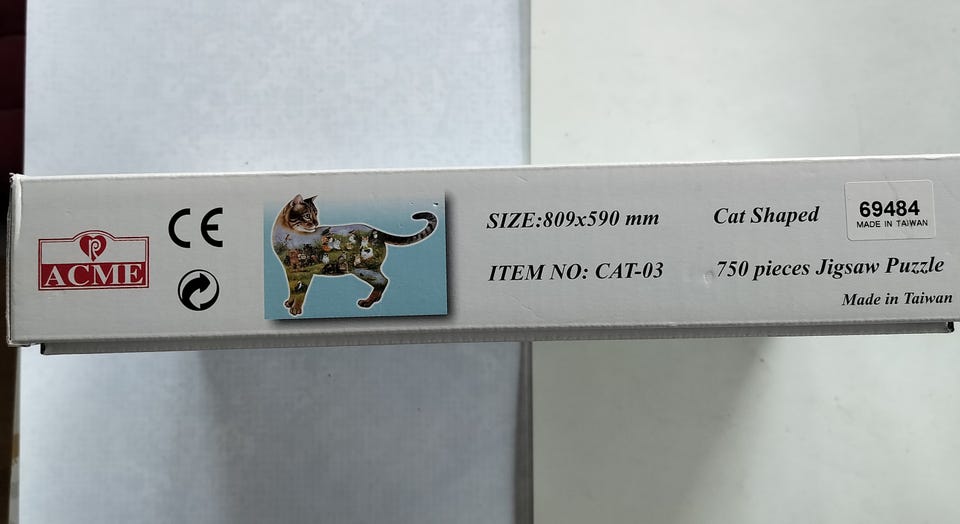 ACME
CE
SIZE:809x590 mm
ITEM NO: CAT-03
Cat Shaped
750 pieces Jigsaw Puzzle
Made in Taiwan
69484
MADE IN TAIWAN